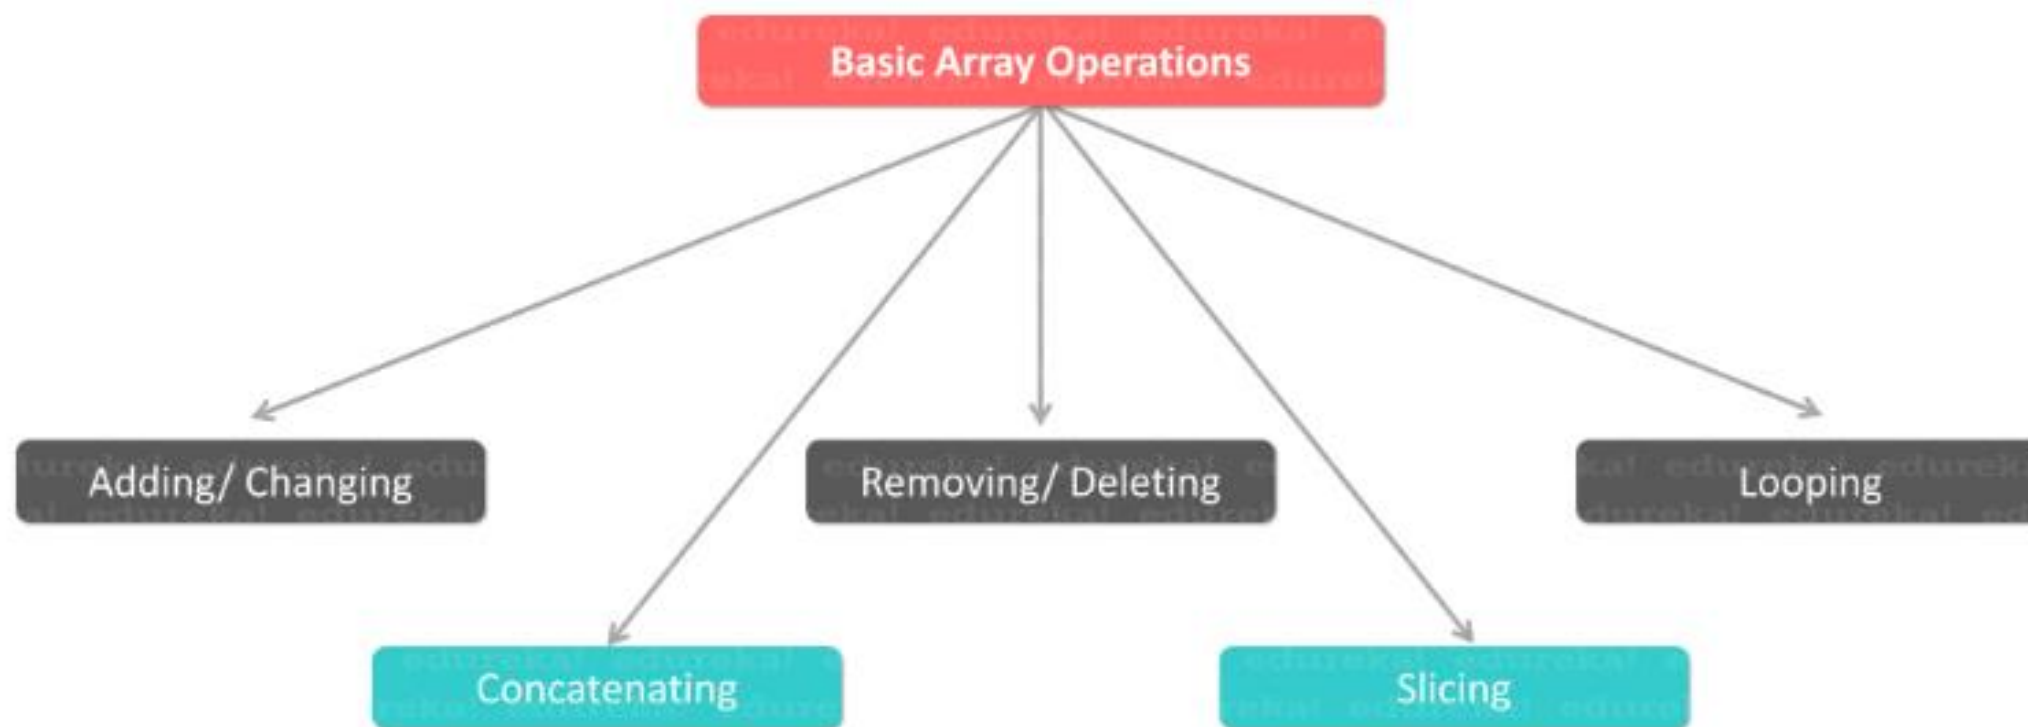 Basic Array Operations
Adding/ Changing
Removing/ Deleting
Looping
Concatenating
Slicing